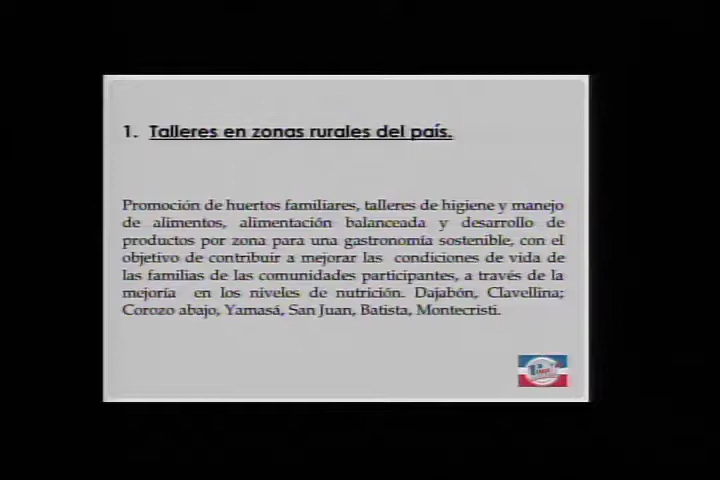 1. Talleres en zonas rurales del país.
Promoción de huertos familiares, talleres de higiene y manejo
de alimentos, alimentación balanceada y desarrollo de
productos por zona para una gastronomía sostenible, con el
objetivo de contribuir a mejorar las condiciones de vida de
las familias de las comunidades participantes, a través de la
mejoría en los niveles de nutrición. Dajabón, Clavellina;
Corozo abajo, Yamasá, San Juan, Batista, Montecristi.